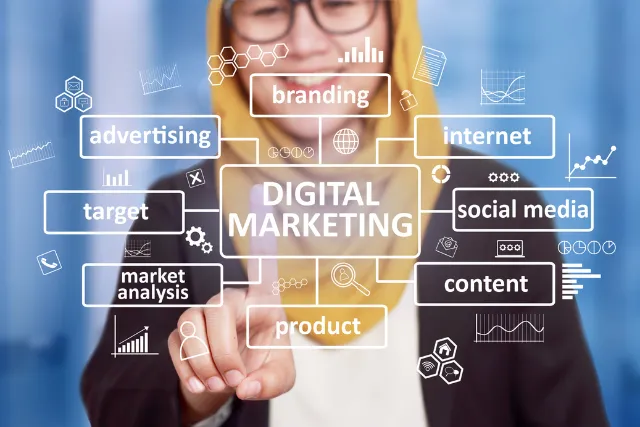 branding
advertising
internet
DIGITAL
MARKETING
target
social media
market
analysis
content
product